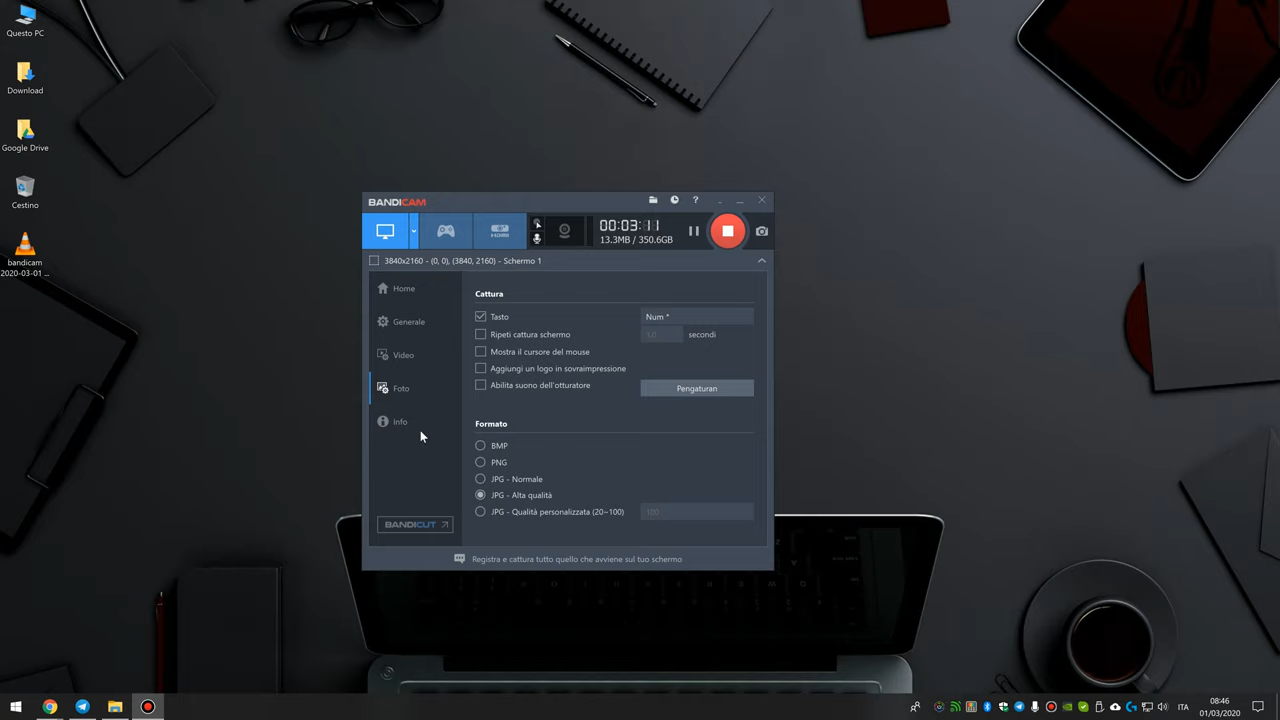 Questo PC
Download
Google Drive
Cestino
bandicam
2020-03-01 ...
BANDICAM
?
00:03:11
13.3MB / 350.6GB
3840x2160 - (0, 0), (3840, 2160) - Schermo 1
Home
Generale
Video
Foto
Info
BANDICUT
Cattura
Tasto
Num *
Ripeti cattura schermo
1.0
secondi
Mostra il cursore del mouse
Aggiungi un logo in sovraimpressione
Abilita suono dell'otturatore
Pengaturan
Formato
BMP
PNG
JPG - Normale
JPG - Alta qualità
JPG - Qualità personalizzata (20~100)
100
Registra e cattura tutto quello che avviene sul tuo schermo
ITA
08:46
01/03/2020